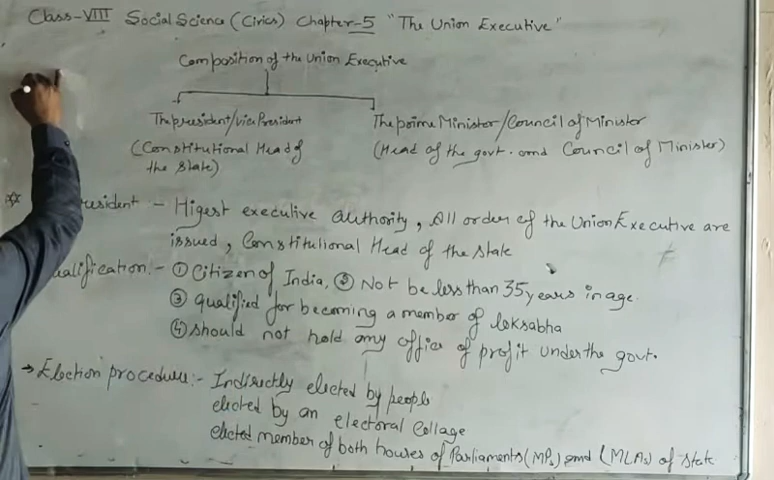 Class-VIII Social Science (Civics) Chapter-5 "The Union Executive"
Composition of the Union Executive
The president/Vice President
(Constitutional Head of
the State)
The prime Minister/Council of Minister
(Head of the govt. and Council of Minister)
resident - Higest executive authority, All order of the Union Executive are
issued, Constitutional Head of the state
ualification:- ① Citizen of India, ② Not be less than 35 years in age
③ qualified for becoming a member of loksabha
④ should not hold any office of profit under the govt.
→ Election procedure:- Indirectly elected by people
elected by an electoral collage
elected member of both houses of Parliaments (MPs) and (MLAs) of state